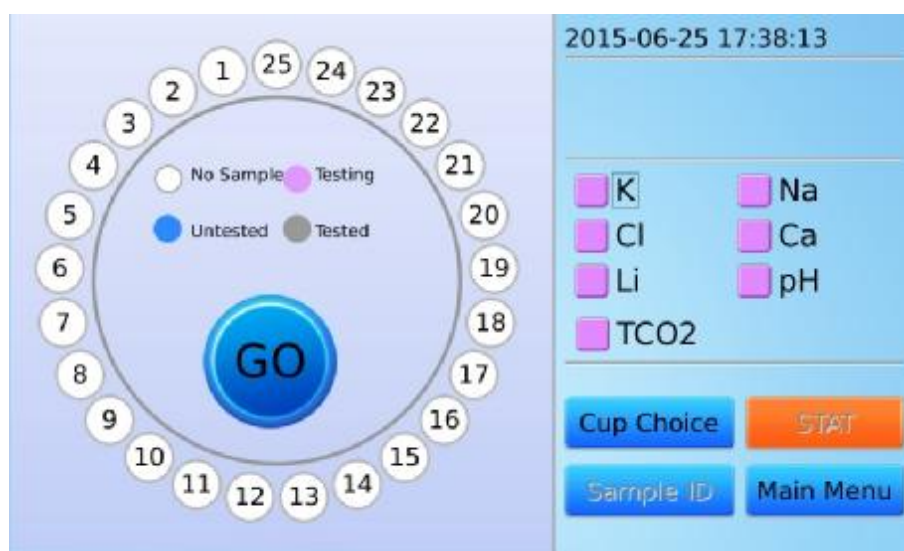 2015-06-25 17:38:13
1
2
3
4
5
6
7
8
9
10
11
12
13
14
15
16
17
18
19
20
21
22
23
24
25
No Sample Testing
Untested Tested
GO
K Na
Cl Ca
Li pH
TCO2
Cup Choice STAT
Sample ID Main Menu